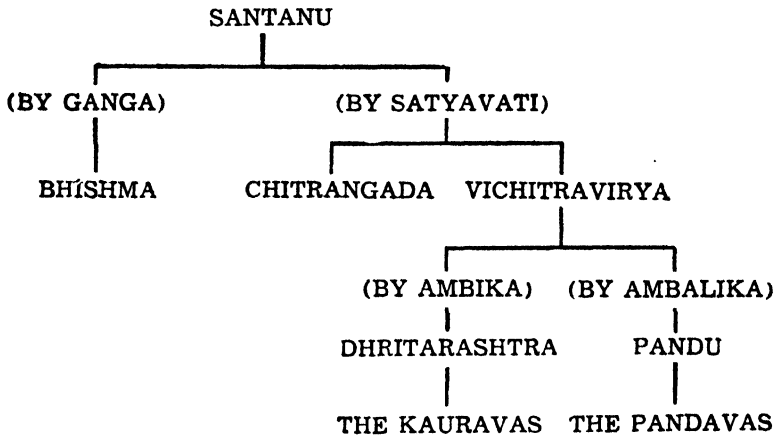 SANTANU
(BY GANGA) (BY SATYAVATI)
BHISHMA CHITRANGADA VICHITRAVIRYA
(BY AMBIKA) (BY AMBALIKA)
DHRITARASHTRA PANDU
THE KAURAVAS THE PANDAVAS